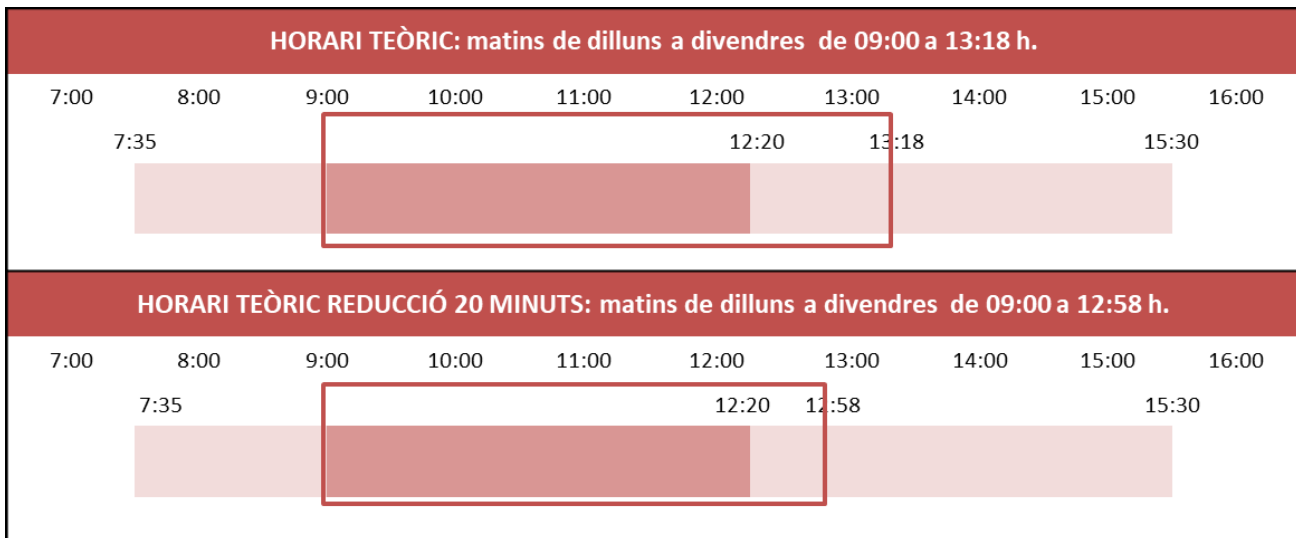 HORARI TEÒRIC: matins de dilluns a divendres de 09:00 a 13:18 h.
7:00 8:00 9:00 10:00 11:00 12:00 13:00 14:00 15:00 16:00
7:35 12:20 13:18 15:30
HORARI TEÒRIC REDUCCIÓ 20 MINUTS: matins de dilluns a divendres de 09:00 a 12:58 h.
7:00 8:00 9:00 10:00 11:00 12:00 13:00 14:00 15:00 16:00
7:35 12:20 12:58 15:30